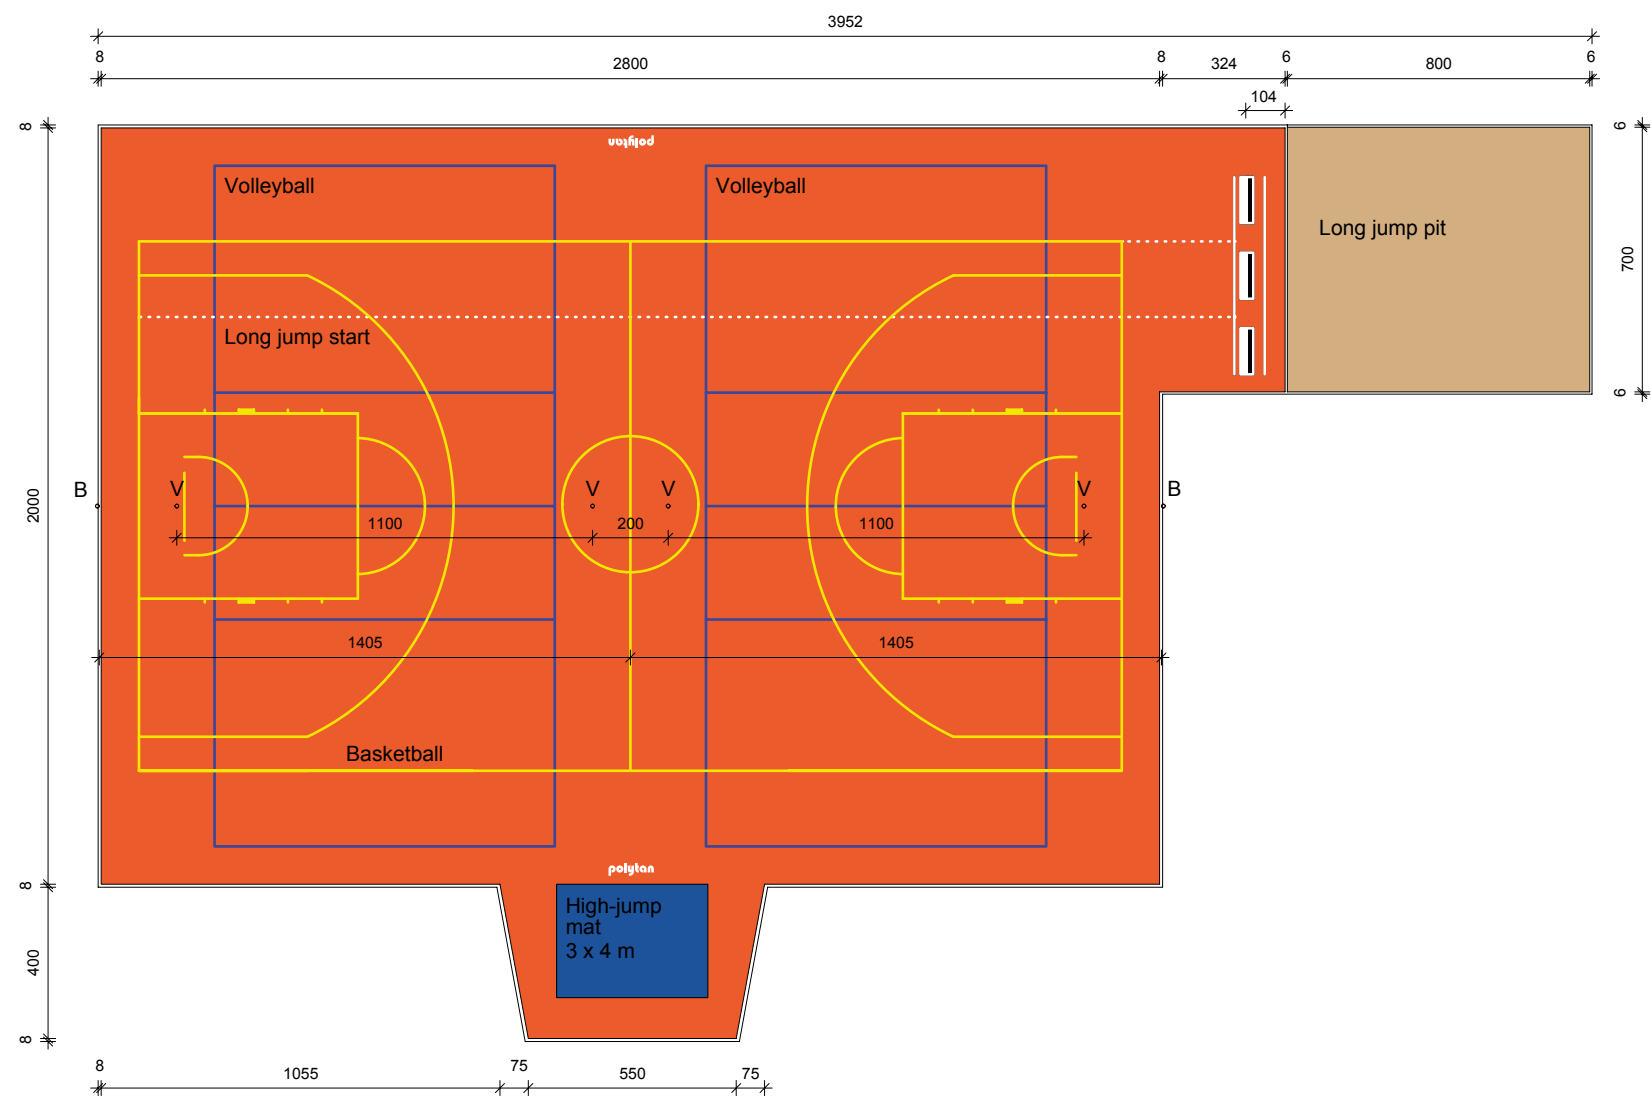 3952
8
2800
8
324
6
800
6
104
8
6
polytan
Volleyball
Volleyball
Long jump pit
700
Long jump start
6
B
V
V
V
V
B
2000
1100
200
1100
1405
1405
Basketball
polytan
8
High-jump
mat
3 x 4 m
400
8
8
1055
75
550
75